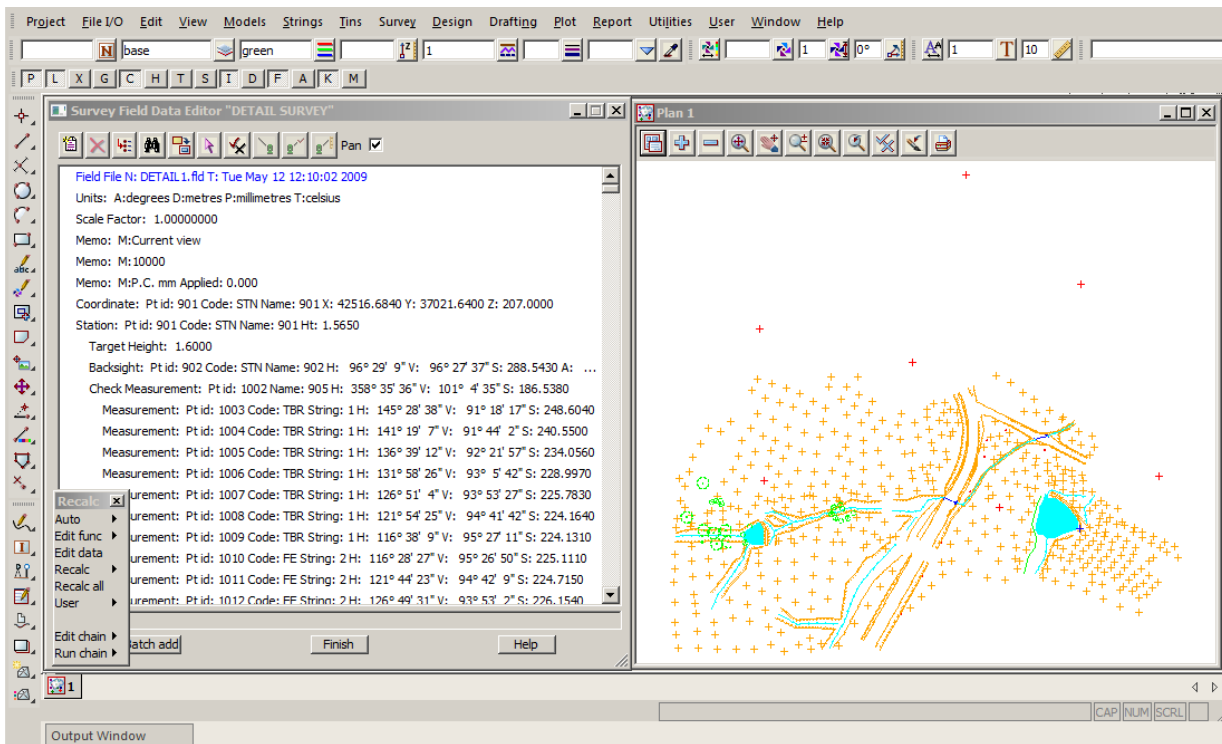 Project File I/O Edit View Models Strings Tins Survey Design Drafting Plot Report Utilities User Window Help
N base green 1 1 0° 1 T 10
P L X G C H T S I D F A K M
Survey Field Data Editor "DETAIL SURVEY"
Pan
Field File N: DETAIL1.fld T: Tue May 12 12:10:02 2009
Units: A:degrees D:metres P:millimetres T:celsius
Scale Factor: 1.00000000
Memo: M:Current view
Memo: M:10000
Memo: M:P.C. mm Applied: 0.000
Coordinate: Pt id: 901 Code: STN Name: 901 X: 42516.6840 Y: 37021.6400 Z: 207.0000
Station: Pt id: 901 Code: STN Name: 901 Ht: 1.5650
Target Height: 1.6000
Backsight: Pt id: 902 Code: STN Name: 902 H: 96° 29' 9" V: 96° 27' 37" S: 288.5430 A: ...
Check Measurement: Pt id: 1002 Name: 905 H: 358° 35' 36" V: 101° 4' 35" S: 186.5380
Measurement: Pt id: 1003 Code: TBR String: 1 H: 145° 28' 38" V: 91° 18' 17" S: 248.6040
Measurement: Pt id: 1004 Code: TBR String: 1 H: 141° 19' 7" V: 91° 44' 2" S: 240.5500
Measurement: Pt id: 1005 Code: TBR String: 1 H: 136° 39' 12" V: 92° 21' 57" S: 234.0560
Measurement: Pt id: 1006 Code: TBR String: 1 H: 131° 58' 26" V: 93° 5' 42" S: 228.9970
urement: Pt id: 1007 Code: TBR String: 1 H: 126° 51' 4" V: 93° 53' 27" S: 225.7830
urement: Pt id: 1008 Code: TBR String: 1 H: 121° 54' 25" V: 94° 41' 42" S: 224.1640
urement: Pt id: 1009 Code: TBR String: 1 H: 116° 38' 9" V: 95° 27' 11" S: 224.1310
urement: Pt id: 1010 Code: FE String: 2 H: 116° 28' 27" V: 95° 26' 50" S: 225.1110
urement: Pt id: 1011 Code: FE String: 2 H: 121° 44' 23" V: 94° 42' 9" S: 224.7150
urement: Pt id: 1012 Code: FE String: 2 H: 126° 49' 31" V: 93° 53' 2" S: 226.1540
Batch add Finish Help
Recalc
Auto
Edit func
Edit data
Recalc
Recalc all
User
Edit chain
Run chain
Plan 1
abc
1
CAP NUM SCRL
Output Window